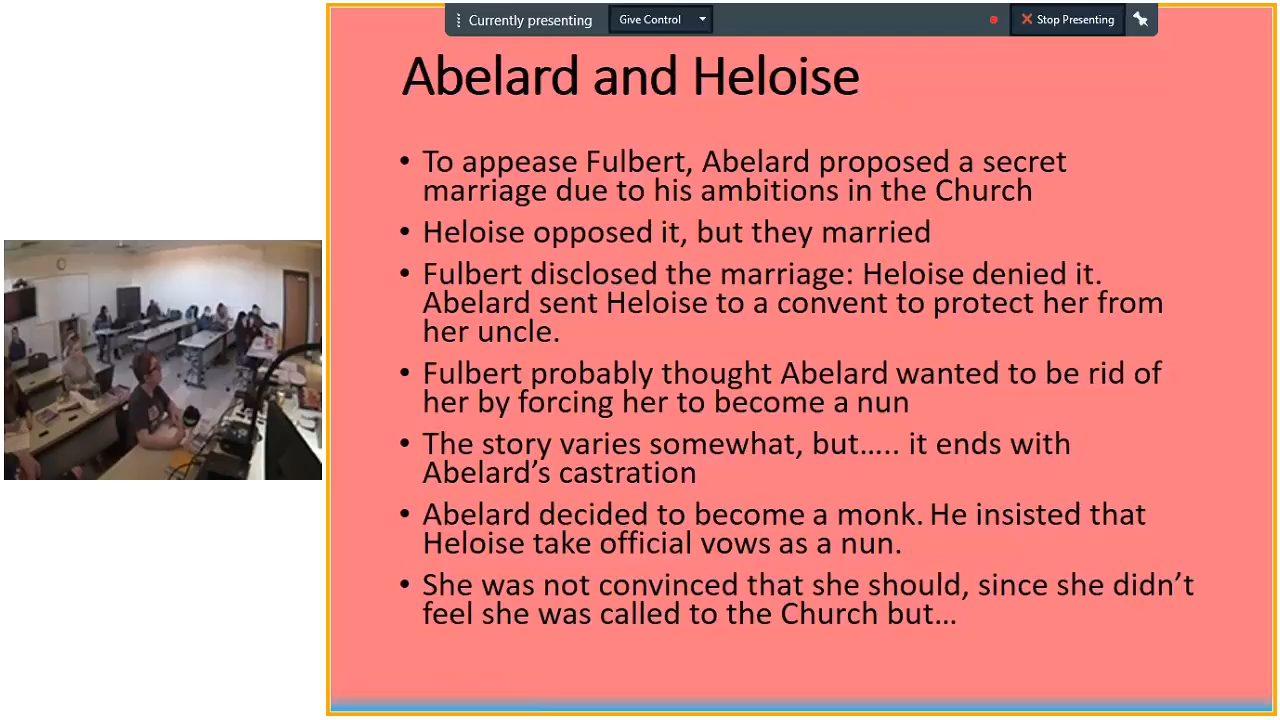 Currently presenting
Give Control
Stop Presenting
Abelard and Heloise
• To appease Fulbert, Abelard proposed a secret
marriage due to his ambitions in the Church
• Heloise opposed it, but they married
• Fulbert disclosed the marriage: Heloise denied it.
Abelard sent Heloise to a convent to protect her from
her uncle.
• Fulbert probably thought Abelard wanted to be rid of
her by forcing her to become a nun
• The story varies somewhat, but….. it ends with
Abelard’s castration
• Abelard decided to become a monk. He insisted that
Heloise take official vows as a nun.
• She was not convinced that she should, since she didn’t
feel she was called to the Church but…